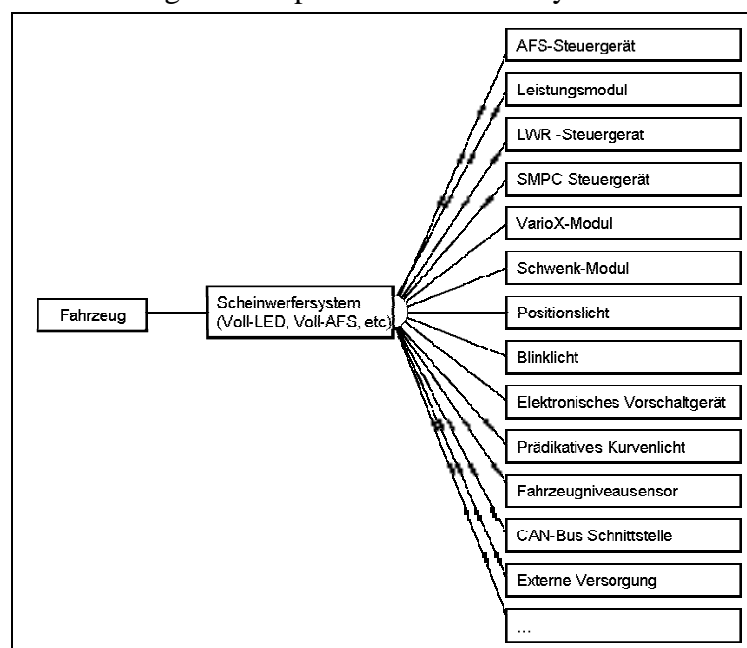 Fahrzeug
Scheinwerfersystem
(Voll-LED, Voll-AFS, etc)
AFS-Steuergerät
Leistungsmodul
LWR -Steuergerat
SMPC Steuergerät
VarioX-Modul
Schwenk-Modul
Positionslicht
Blinklicht
Elektronisches Vorschaltgerät
Prädikatives Kurvenlicht
Fahrzeugniveausensor
CAN-Bus Schnittstelle
Externe Versorgung
...